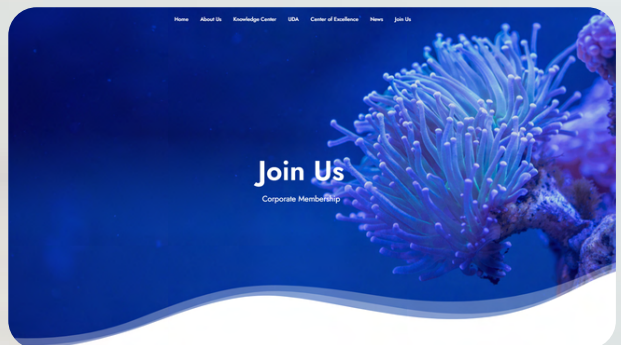 Home About Us Knowledge Center UDA Center of Excellence News Join Us
Join Us
Corporate Membership